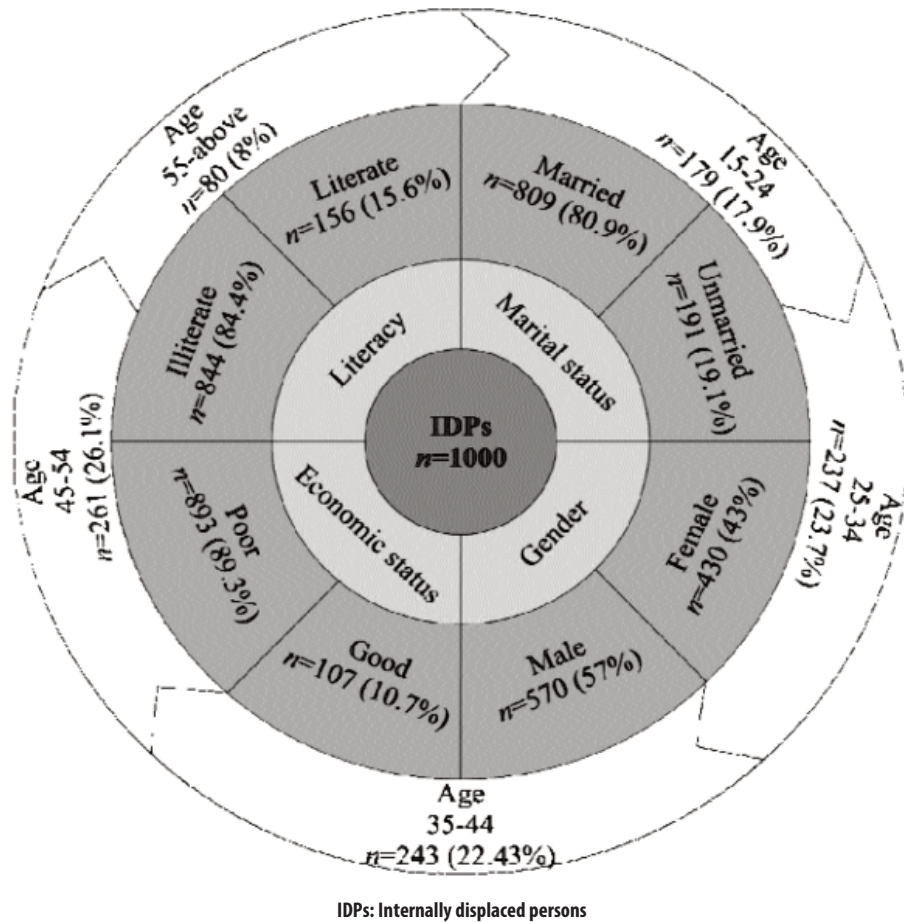 IDPs
n=1000
Marital status
Gender
Economic status
Literacy
Married
n=809 (80.9%)
Unmarried
n=191 (19.1%)
Female
n=430 (43%)
Male
n=570 (57%)
Good
n=107 (10.7%)
Poor
n=893 (89.3%)
Illiterate
n=844 (84.4%)
Literate
n=156 (15.6%)
Age
15-24
n=179 (17.9%)
Age
25-34
n=237 (23.7%)
Age
35-44
n=243 (22.43%)
Age
45-54
n=261 (26.1%)
Age
55-above
n=80 (8%)
IDPs: Internally displaced persons